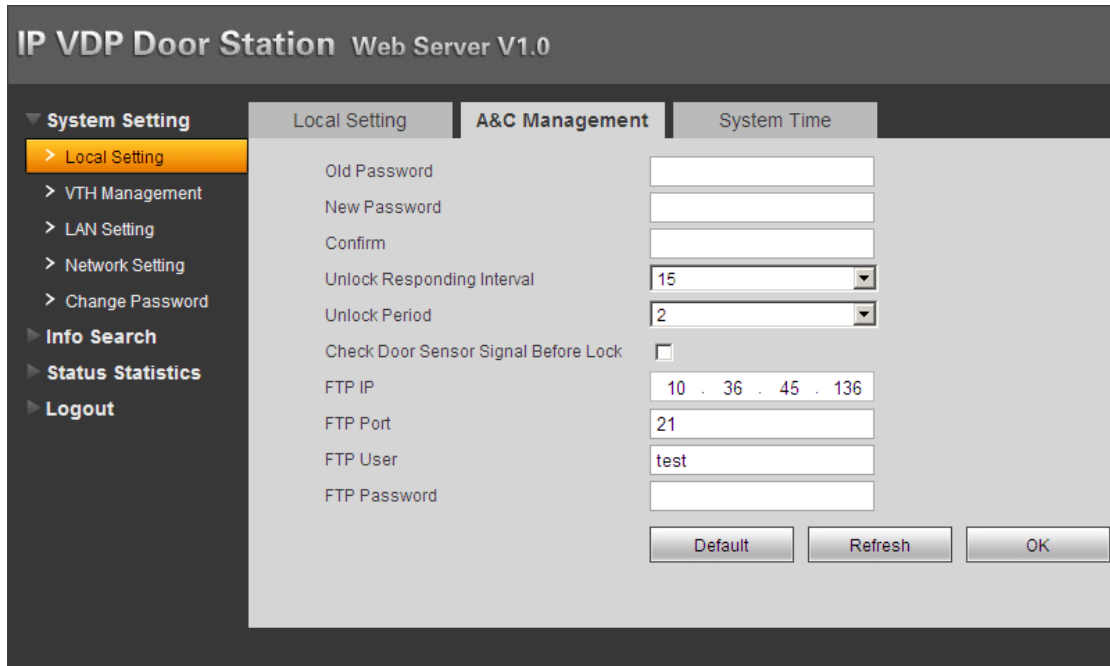 IP VDP Door Station Web Server V1.0
System Setting
> Local Setting
> VTH Management
> LAN Setting
> Network Setting
> Change Password
Info Search
Status Statistics
Logout
Local Setting A&C Management System Time
Old Password
New Password
Confirm
Unlock Responding Interval 15
Unlock Period 2
Check Door Sensor Signal Before Lock
FTP IP 10 . 36 . 45 . 136
FTP Port 21
FTP User test
FTP Password
Default Refresh OK